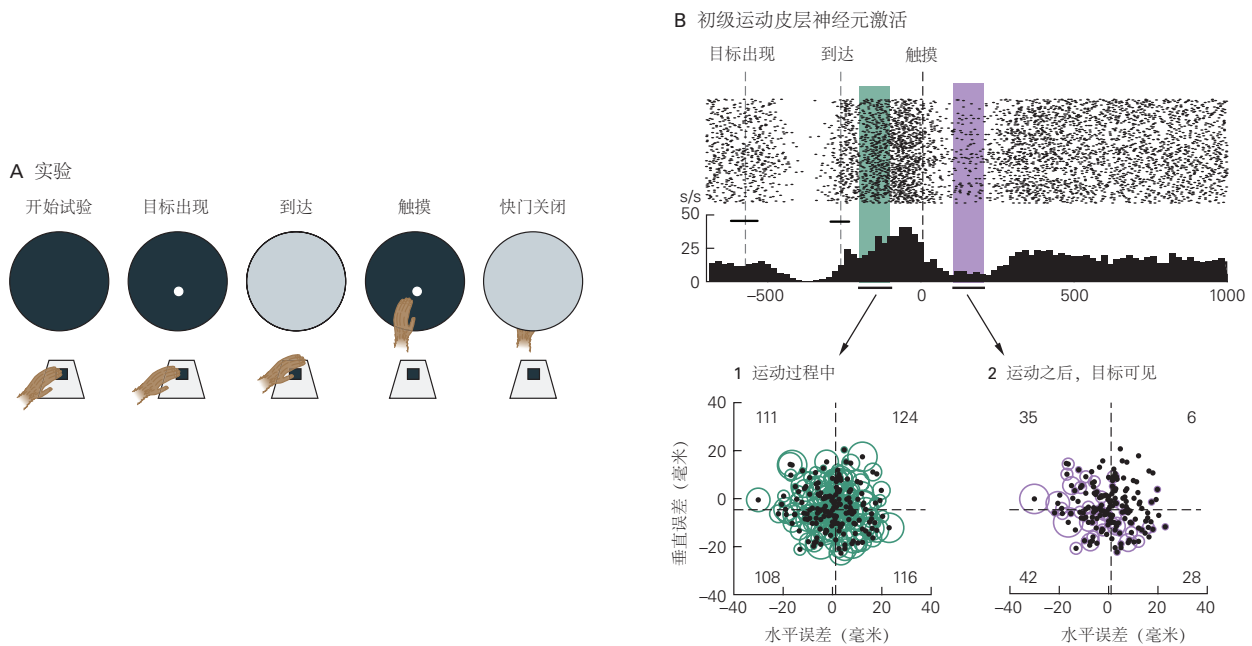 A 实验
开始试验
目标出现
到达
触摸
快门关闭
B 初级运动皮层神经元激活
目标出现
到达
触摸
s/s
50
25
0
–500
0
500
1000
1 运动过程中
40
20
0
–20
–40
垂直误差（毫米）
111
124
108
116
–40
–20
0
20
40
水平误差（毫米）
2 运动之后，目标可见
35
6
42
28
–40
–20
0
20
40
水平误差（毫米）